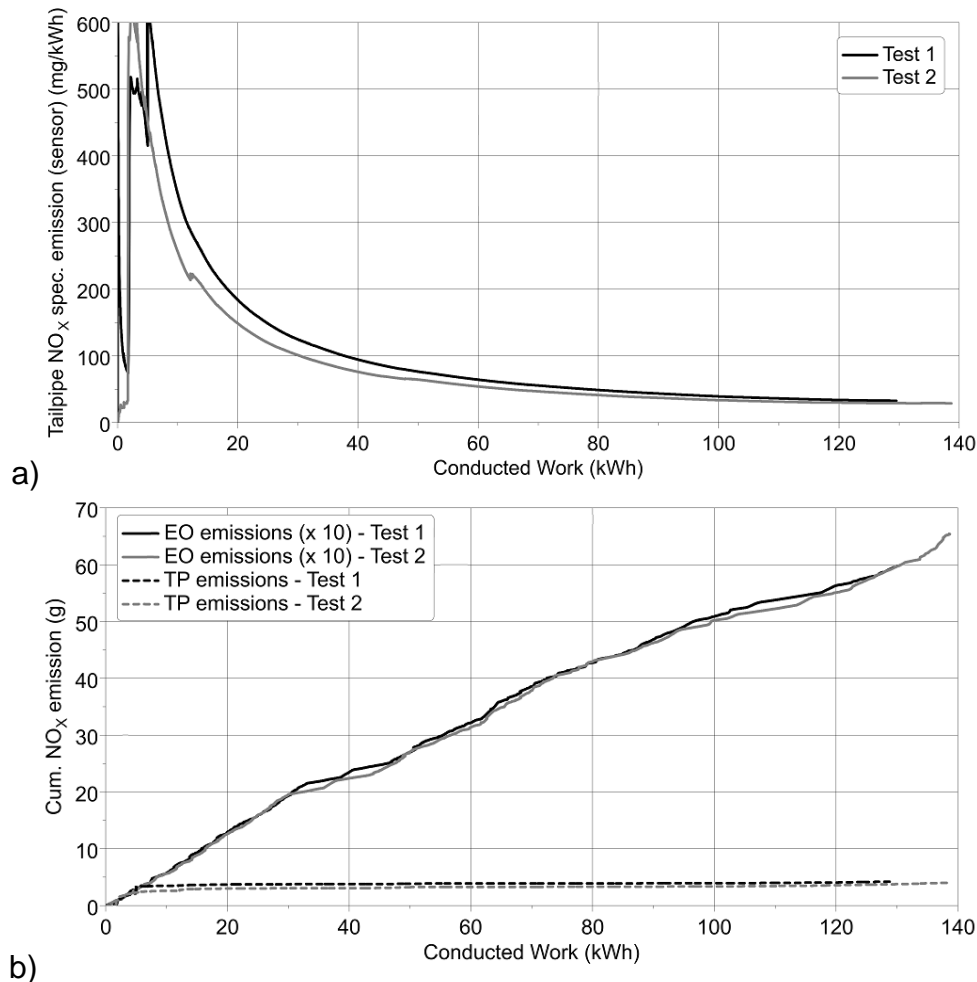 Tailpipe NOX spec. emission (sensor) (mg/kWh)
600
500
400
300
200
100
0
Test 1
Test 2
0 20 40 60 80 100 120 140
Conducted Work (kWh)
a)
Cum. NOX emission (g)
70
60
50
40
30
20
10
0
EO emissions (x 10) - Test 1
EO emissions (x 10) - Test 2
TP emissions - Test 1
TP emissions - Test 2
0 20 40 60 80 100 120 140
Conducted Work (kWh)
b)